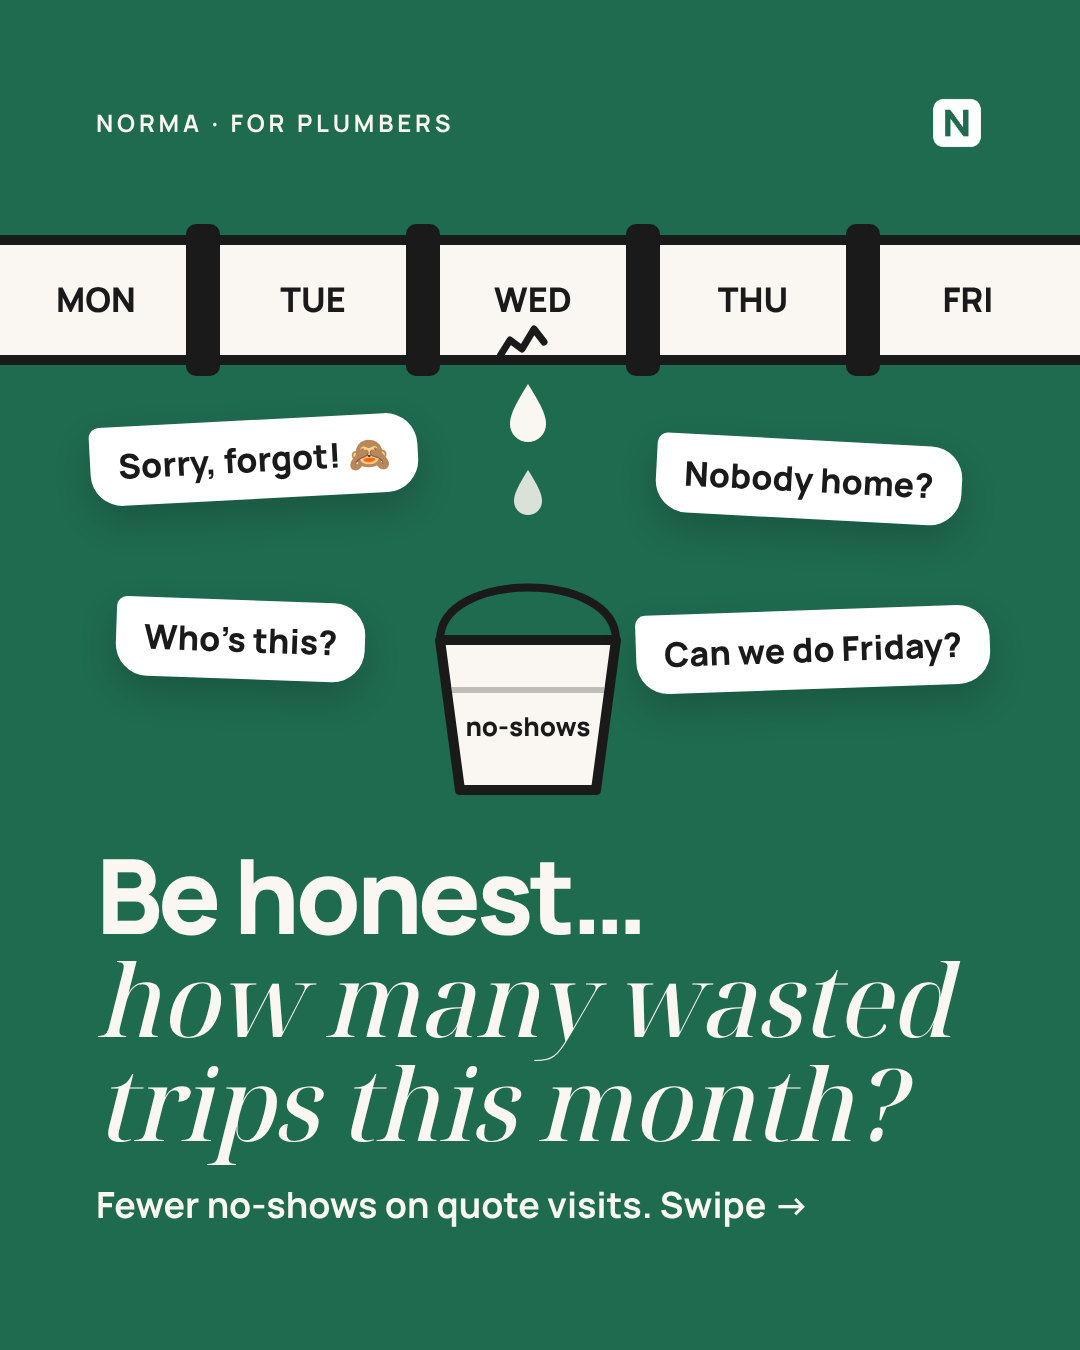 NORMA · FOR PLUMBERS
N
MON
TUE
WED
THU
FRI
Sorry, forgot! 🙈
Nobody home?
Who’s this?
Can we do Friday?
no-shows
Be honest...
how many wasted
trips this month?
Fewer no-shows on quote visits. Swipe →